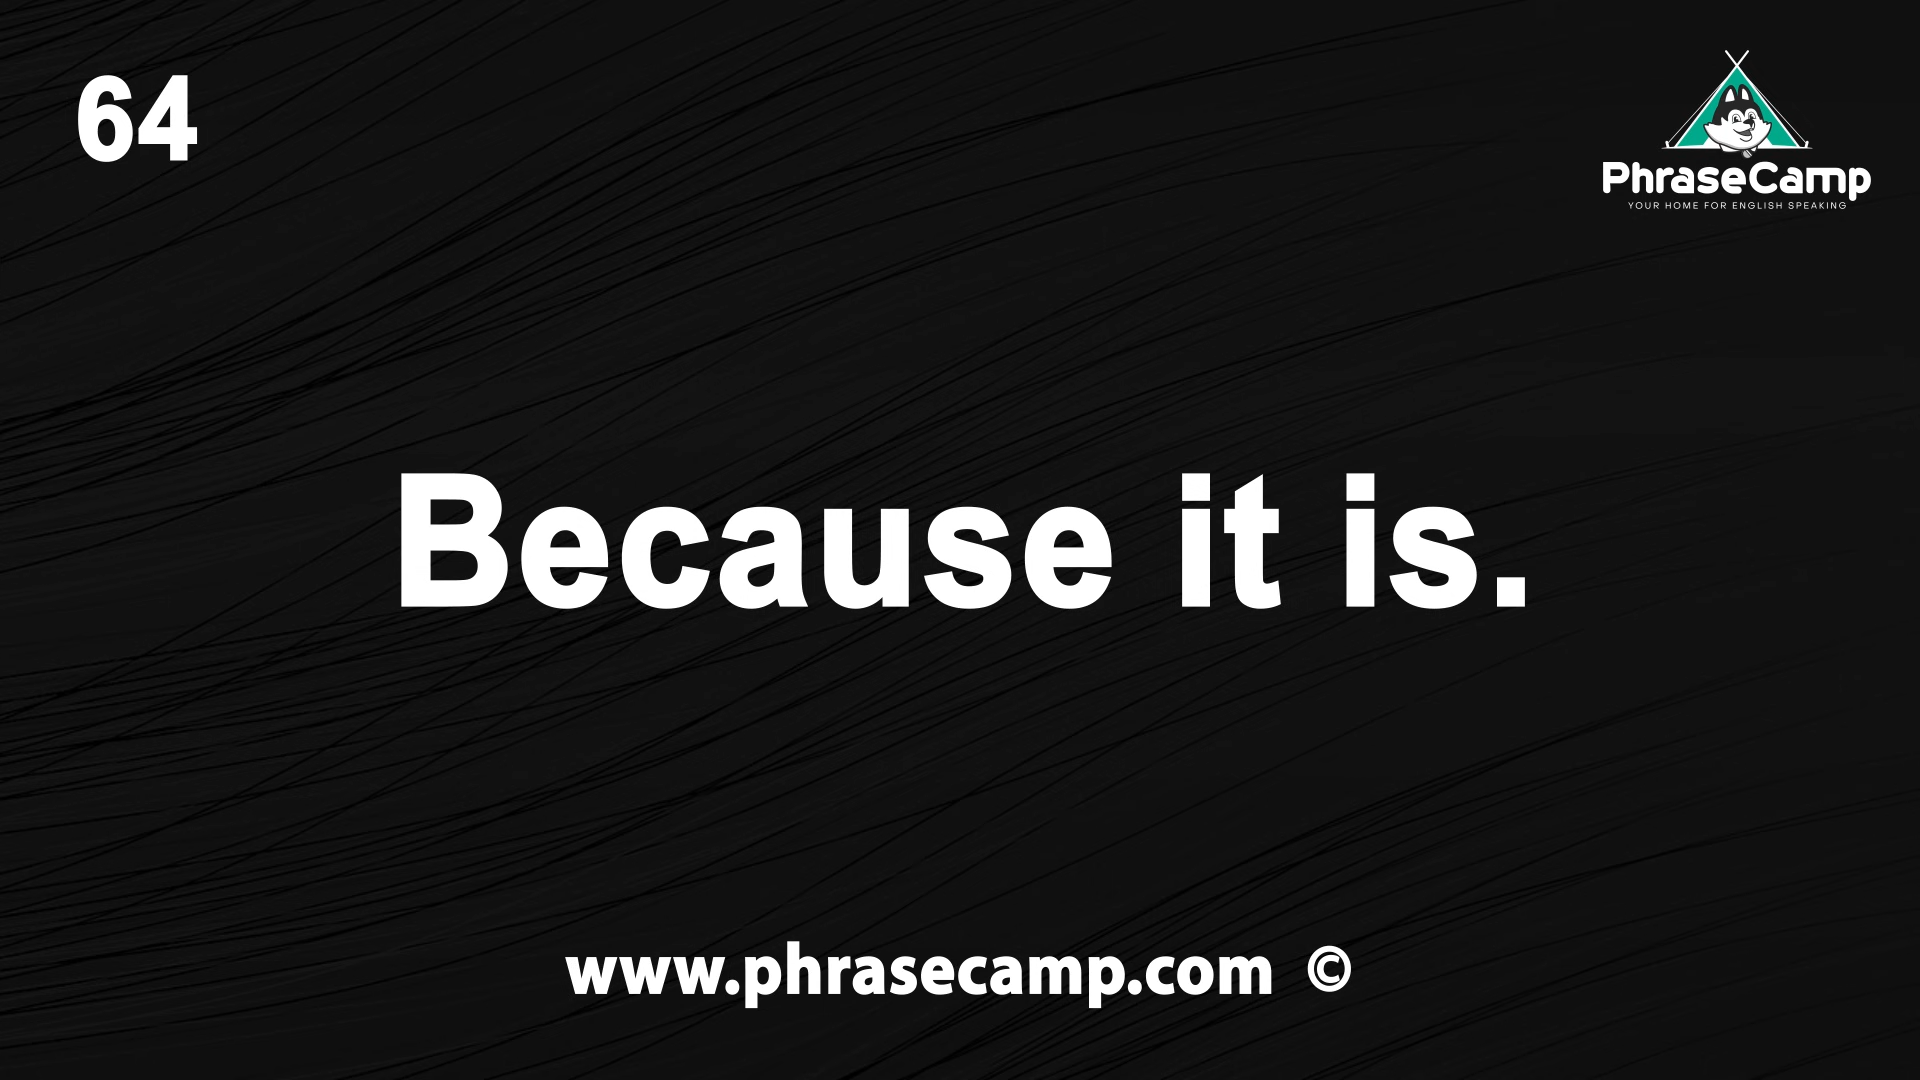 64
PhraseCamp
YOUR HOME FOR ENGLISH SPEAKING
Because it is.
www.phrasecamp.com ©